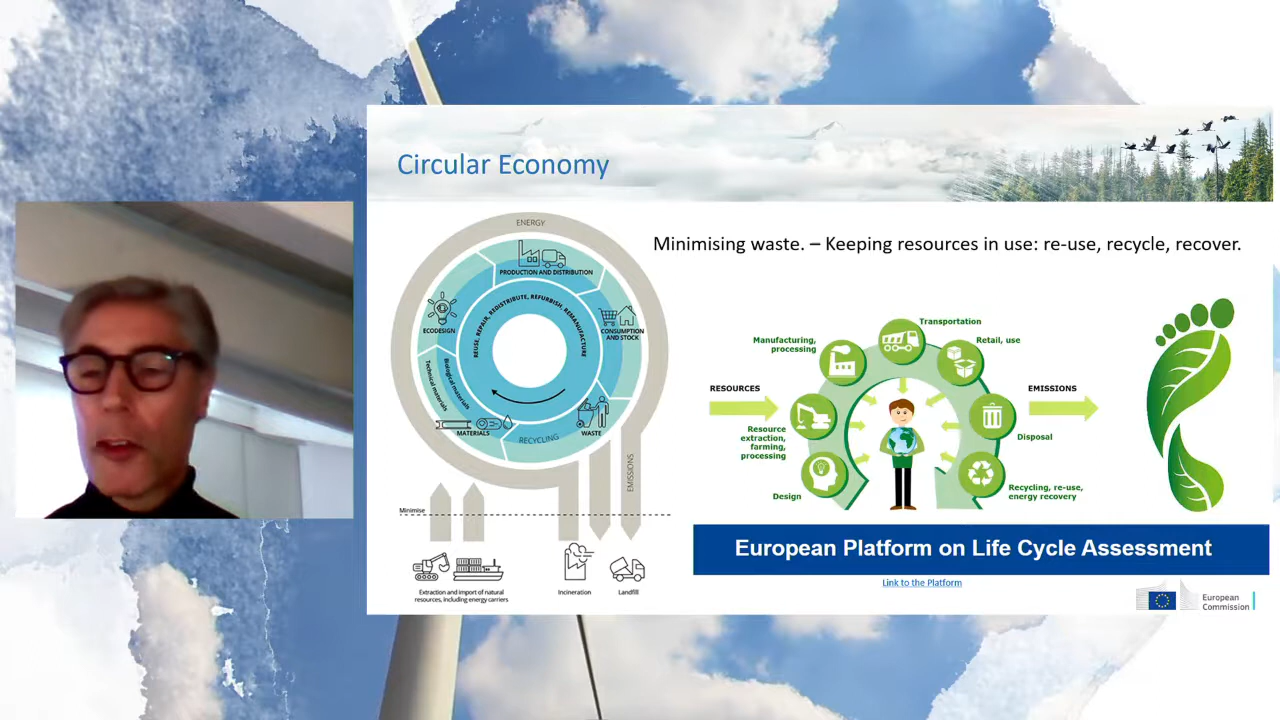 Circular Economy
Minimising waste. – Keeping resources in use: re-use, recycle, recover.
ENERGY
PRODUCTION AND DISTRIBUTION
REUSE, REPAIR, REDISTRIBUTE, REFURBISH, REMANUFACTURE
ECODESIGN
CONSUMPTION
AND STOCK
Technical materials
Biological materials
MATERIALS
RECYCLING
WASTE
EMISSIONS
Minimise
Extraction and import of natural
resources, including energy carriers
Incineration
Landfill
Transportation
Manufacturing,
processing
Retail, use
RESOURCES
EMISSIONS
Resource
extraction,
farming,
processing
Disposal
Design
Recycling, re-use,
energy recovery
European Platform on Life Cycle Assessment
Link to the Platform
European
Commission